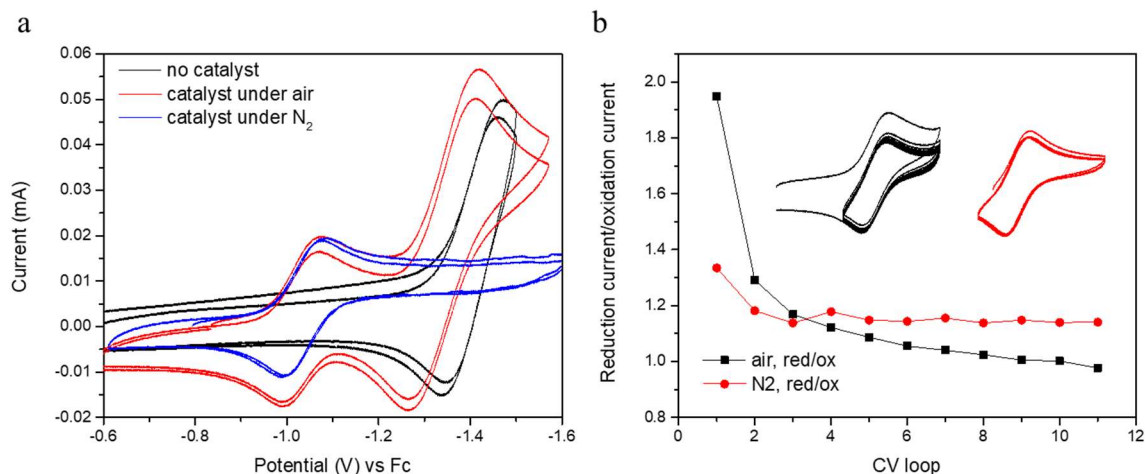 a
no catalyst
catalyst under air
catalyst under N2
Current (mA)
0.06
0.05
0.04
0.03
0.02
0.01
0.00
-0.01
-0.02
-0.6
-0.8
-1.0
-1.2
-1.4
-1.6
Potential (V) vs Fc
b
Reduction current/oxidation current
2.0
1.8
1.6
1.4
1.2
1.0
0.8
air, red/ox
N2, red/ox
0
2
4
6
8
10
12
CV loop